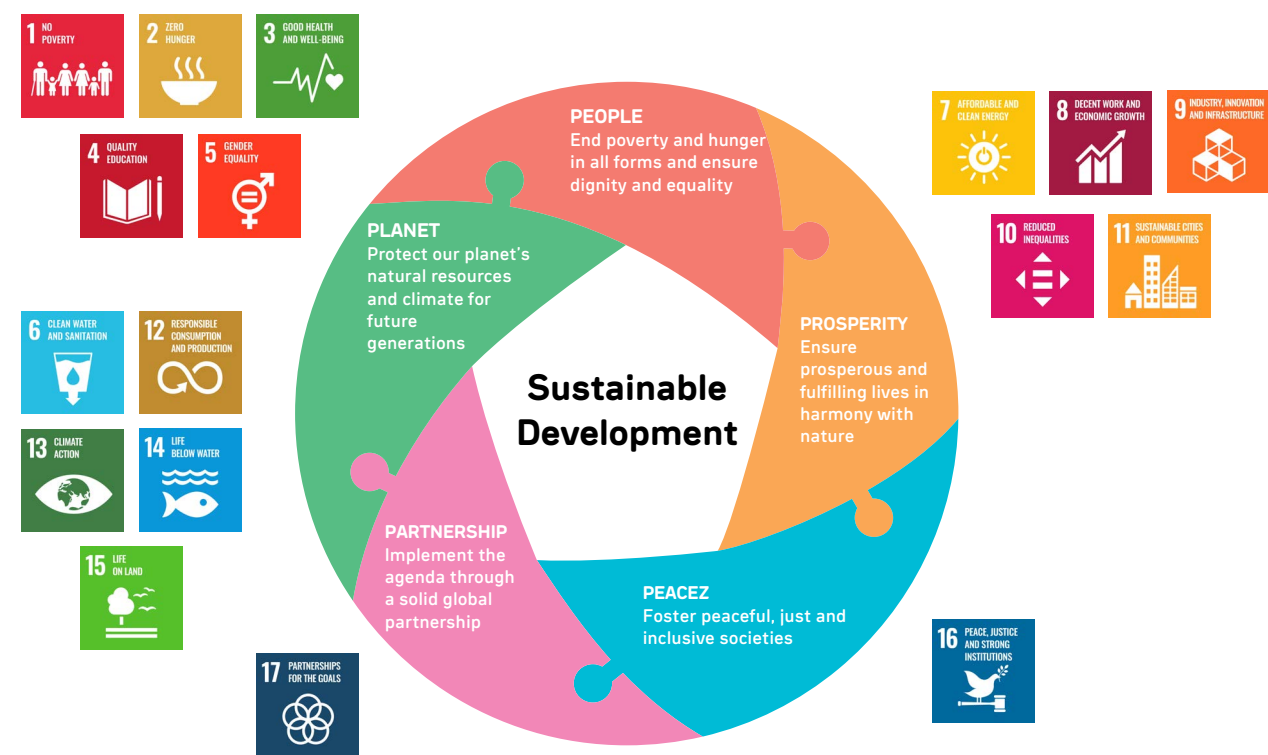 1 NO
POVERTY
2 ZERO
HUNGER
3 GOOD HEALTH
AND WELL-BEING
4 QUALITY
EDUCATION
5 GENDER
EQUALITY
PEOPLE
End poverty and hunger
in all forms and ensure
dignity and equality
7 AFFORDABLE AND
CLEAN ENERGY
8 DECENT WORK AND
ECONOMIC GROWTH
9 INDUSTRY, INNOVATION
AND INFRASTRUCTURE
10 REDUCED
INEQUALITIES
11 SUSTAINABLE CITIES
AND COMMUNITIES
PLANET
Protect our planet's
natural resources
and climate for
future
generations
PROSPERITY
Ensure
prosperous and
fulfilling lives in
harmony with
nature
Sustainable
Development
6 CLEAN WATER
AND SANITATION
12 RESPONSIBLE
CONSUMPTION
AND PRODUCTION
13 CLIMATE
ACTION
14 LIFE
BELOW WATER
15 LIFE
ON LAND
PARTNERSHIP
Implement the
agenda through
a solid global
partnership
PEACEZ
Foster peaceful, just and
inclusive societies
17 PARTNERSHIPS
FOR THE GOALS
16 PEACE, JUSTICE
AND STRONG
INSTITUTIONS